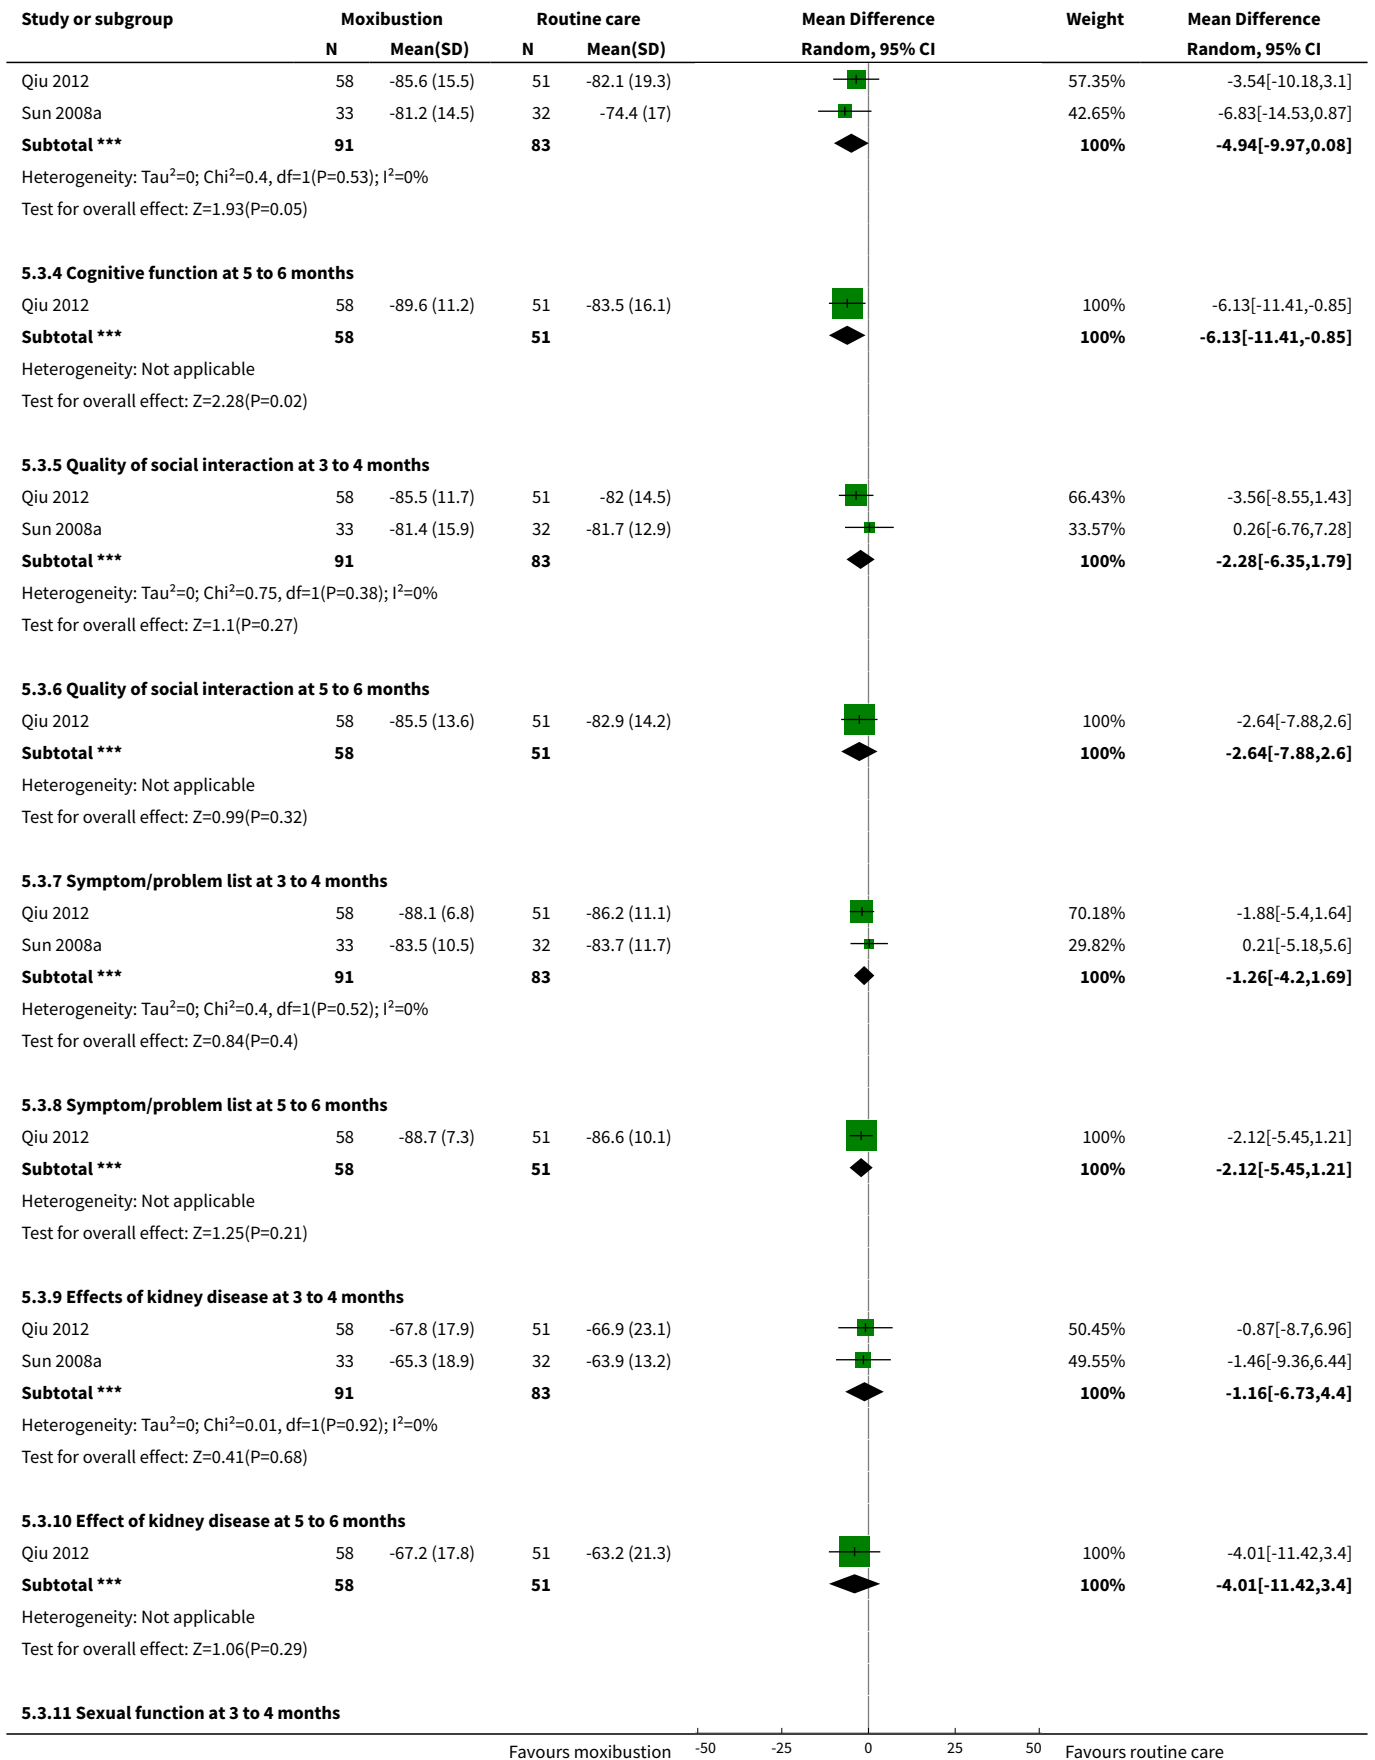 Study or subgroup Moxibustion Routine care Mean Difference Weight Mean Difference
N Mean(SD) N Mean(SD) Random, 95% CI Random, 95% CI
Qiu 2012 58 -85.6 (15.5) 51 -82.1 (19.3) 57.35% -3.54[-10.18,3.1]
Sun 2008a 33 -81.2 (14.5) 32 -74.4 (17) 42.65% -6.83[-14.53,0.87]
Subtotal *** 91 83 100% -4.94[-9.97,0.08]
Heterogeneity: Tau²=0; Chi²=0.4, df=1(P=0.53); I²=0%
Test for overall effect: Z=1.93(P=0.05)
5.3.4 Cognitive function at 5 to 6 months
Qiu 2012 58 -89.6 (11.2) 51 -83.5 (16.1) 100% -6.13[-11.41,-0.85]
Subtotal *** 58 51 100% -6.13[-11.41,-0.85]
Heterogeneity: Not applicable
Test for overall effect: Z=2.28(P=0.02)
5.3.5 Quality of social interaction at 3 to 4 months
Qiu 2012 58 -85.5 (11.7) 51 -82 (14.5) 66.43% -3.56[-8.55,1.43]
Sun 2008a 33 -81.4 (15.9) 32 -81.7 (12.9) 33.57% 0.26[-6.76,7.28]
Subtotal *** 91 83 100% -2.28[-6.35,1.79]
Heterogeneity: Tau²=0; Chi²=0.75, df=1(P=0.38); I²=0%
Test for overall effect: Z=1.1(P=0.27)
5.3.6 Quality of social interaction at 5 to 6 months
Qiu 2012 58 -85.5 (13.6) 51 -82.9 (14.2) 100% -2.64[-7.88,2.6]
Subtotal *** 58 51 100% -2.64[-7.88,2.6]
Heterogeneity: Not applicable
Test for overall effect: Z=0.99(P=0.32)
5.3.7 Symptom/problem list at 3 to 4 months
Qiu 2012 58 -88.1 (6.8) 51 -86.2 (11.1) 70.18% -1.88[-5.4,1.64]
Sun 2008a 33 -83.5 (10.5) 32 -83.7 (11.7) 29.82% 0.21[-5.18,5.6]
Subtotal *** 91 83 100% -1.26[-4.2,1.69]
Heterogeneity: Tau²=0; Chi²=0.4, df=1(P=0.52); I²=0%
Test for overall effect: Z=0.84(P=0.4)
5.3.8 Symptom/problem list at 5 to 6 months
Qiu 2012 58 -88.7 (7.3) 51 -86.6 (10.1) 100% -2.12[-5.45,1.21]
Subtotal *** 58 51 100% -2.12[-5.45,1.21]
Heterogeneity: Not applicable
Test for overall effect: Z=1.25(P=0.21)
5.3.9 Effects of kidney disease at 3 to 4 months
Qiu 2012 58 -67.8 (17.9) 51 -66.9 (23.1) 50.45% -0.87[-8.7,6.96]
Sun 2008a 33 -65.3 (18.9) 32 -63.9 (13.2) 49.55% -1.46[-9.36,6.44]
Subtotal *** 91 83 100% -1.16[-6.73,4.4]
Heterogeneity: Tau²=0; Chi²=0.01, df=1(P=0.92); I²=0%
Test for overall effect: Z=0.41(P=0.68)
5.3.10 Effect of kidney disease at 5 to 6 months
Qiu 2012 58 -67.2 (17.8) 51 -63.2 (21.3) 100% -4.01[-11.42,3.4]
Subtotal *** 58 51 100% -4.01[-11.42,3.4]
Heterogeneity: Not applicable
Test for overall effect: Z=1.06(P=0.29)
5.3.11 Sexual function at 3 to 4 months
Favours moxibustion -50 -25 0 25 50 Favours routine care